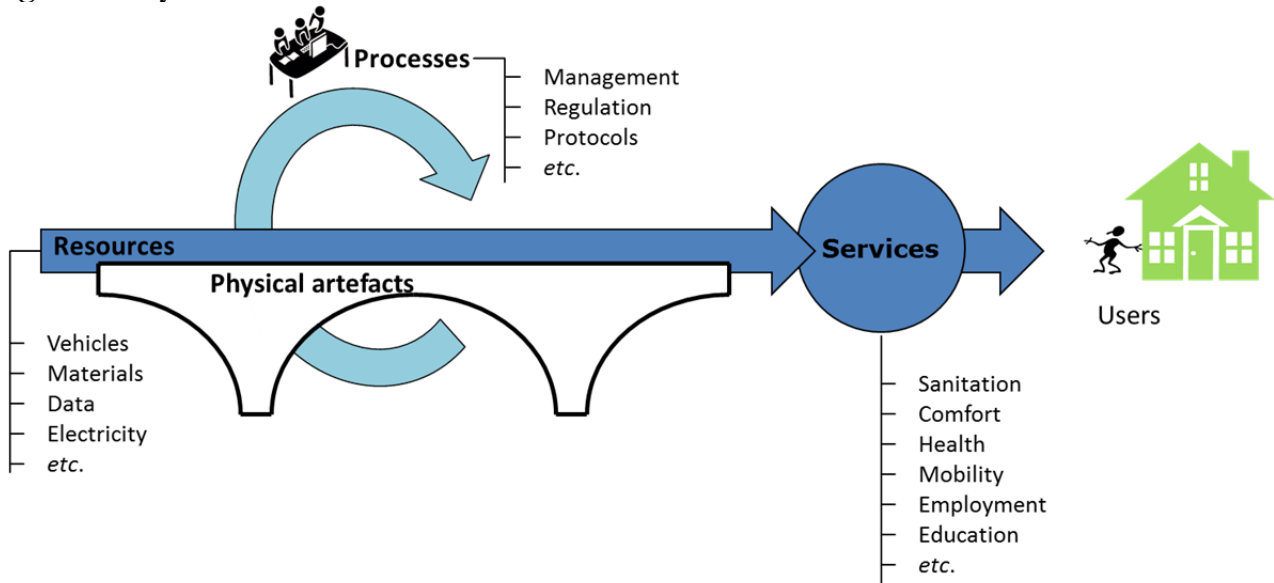 Processes
Management
Regulation
Protocols
etc.
Resources
Physical artefacts
Services
Users
Vehicles
Materials
Data
Electricity
etc.
Sanitation
Comfort
Health
Mobility
Employment
Education
etc.